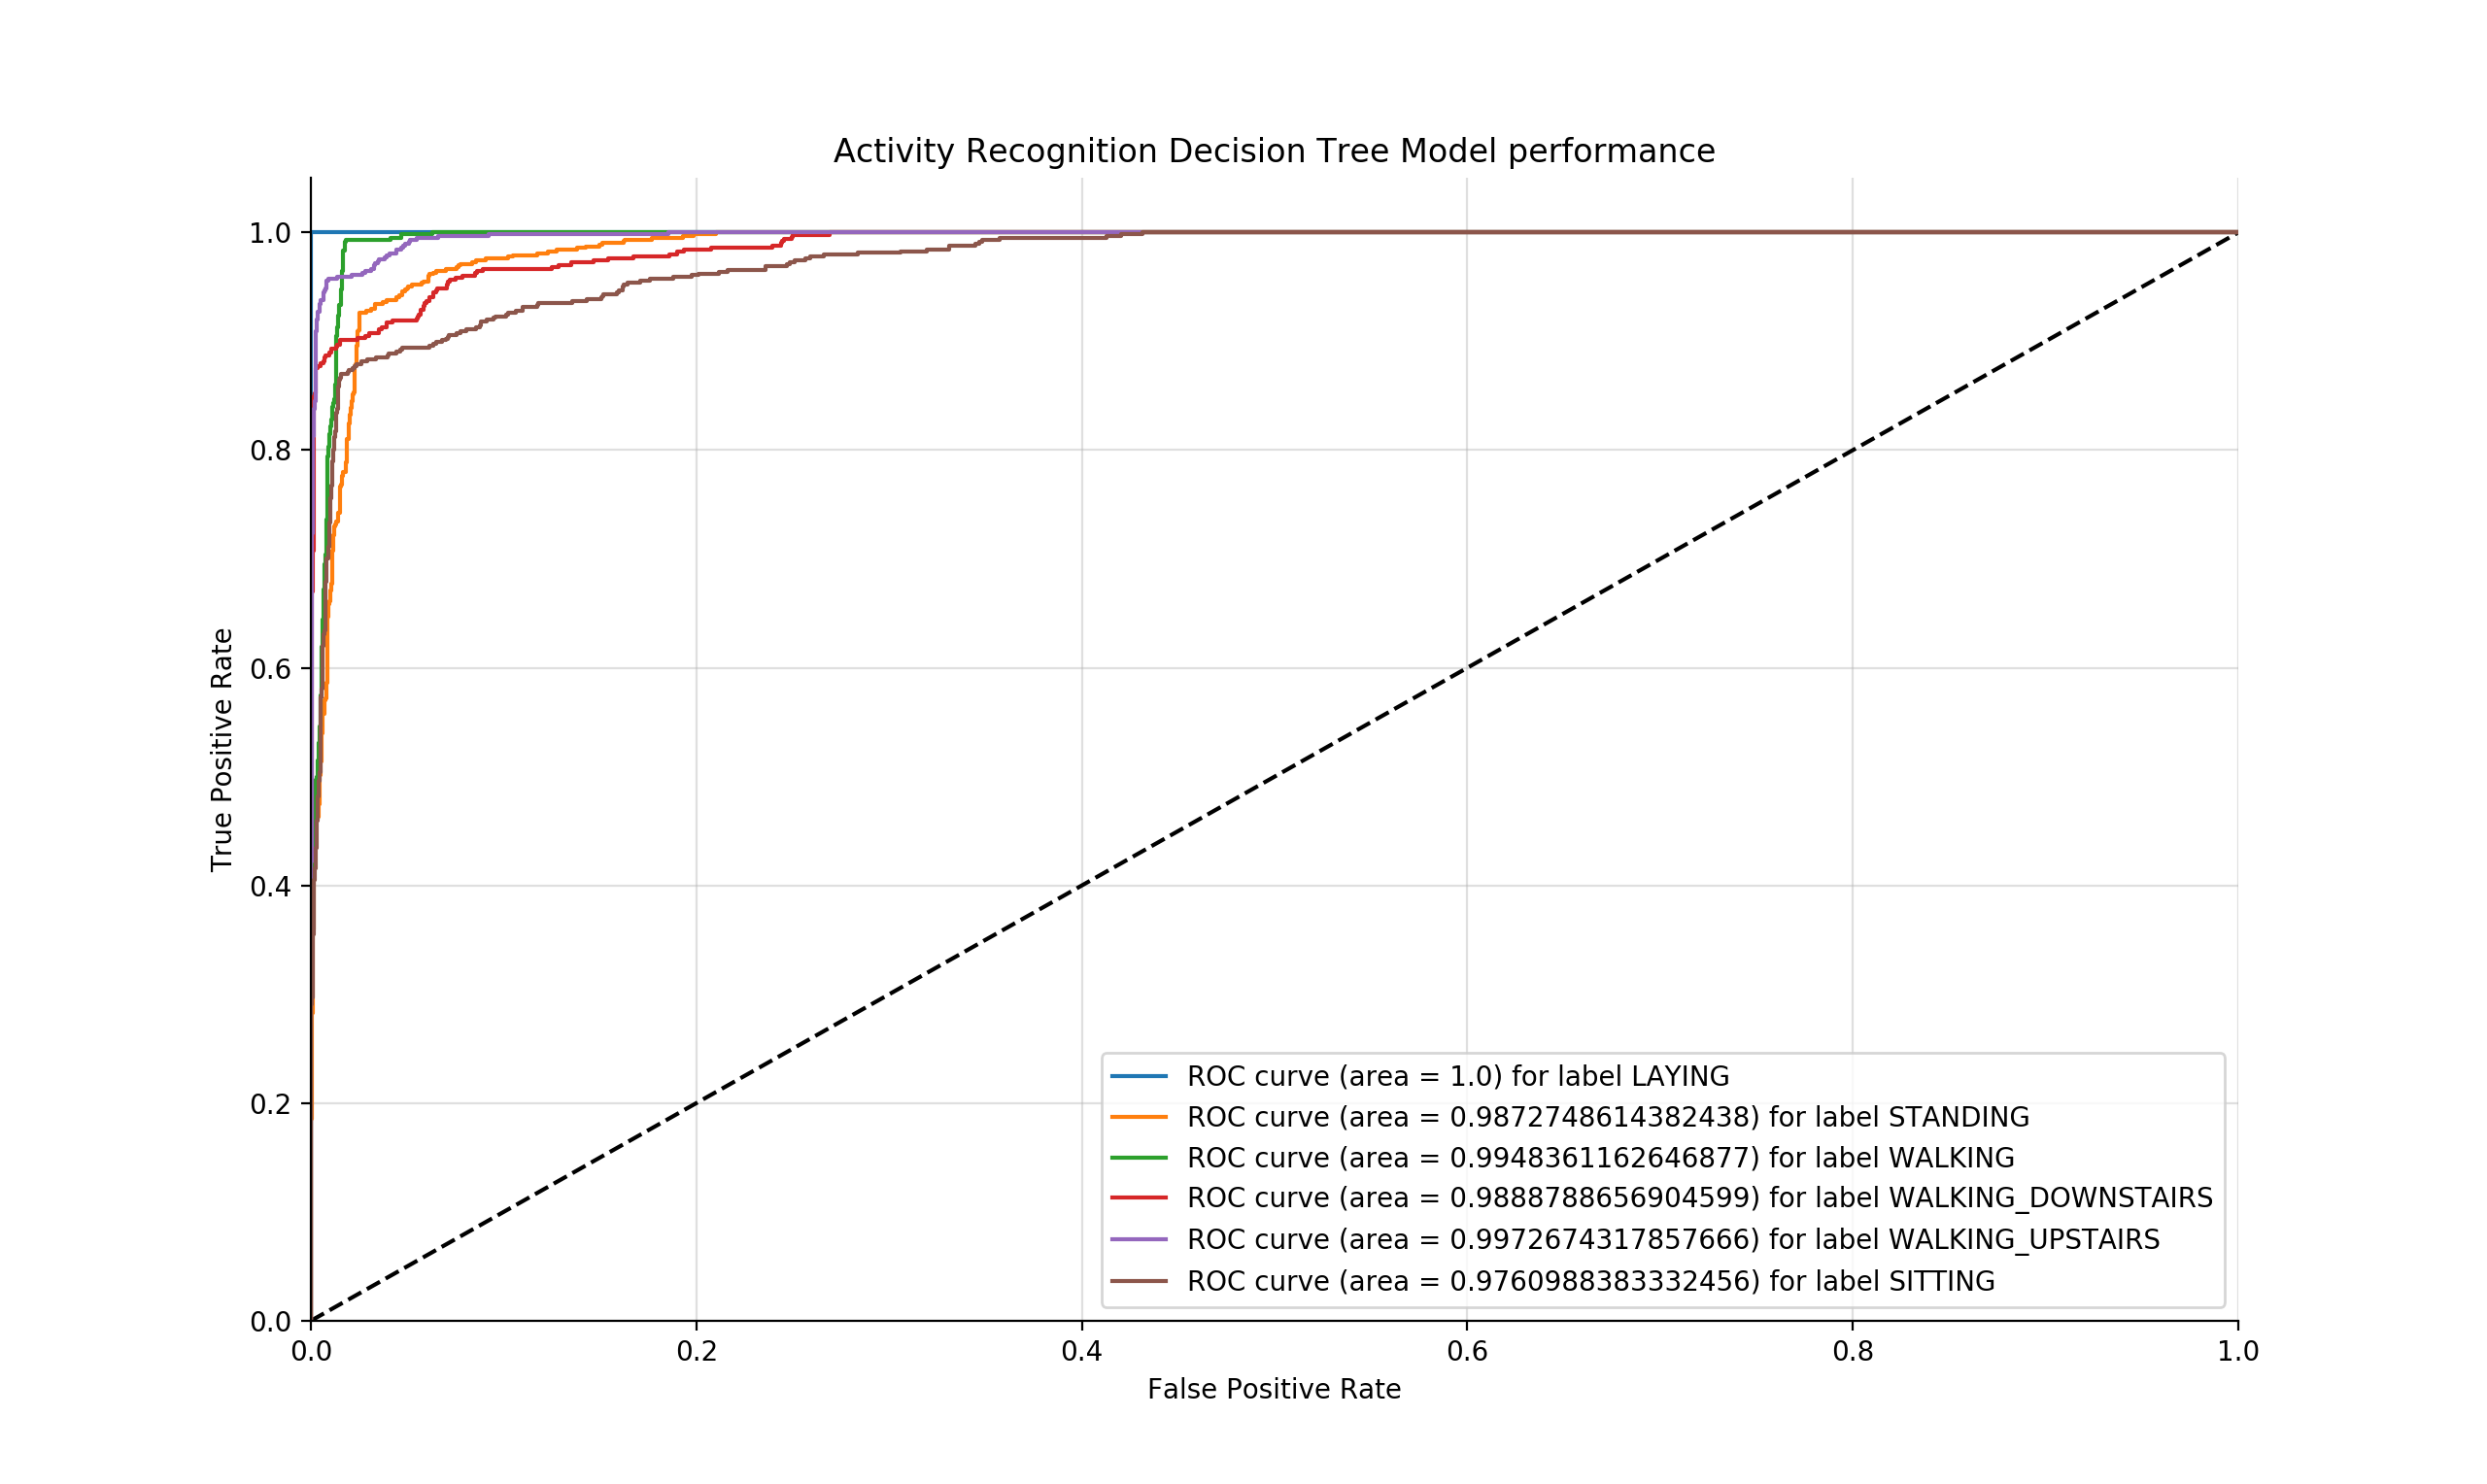 Activity Recognition Decision Tree Model performance
1.0
0.8
0.6
0.4
0.2
0.0
True Positive Rate
0.0 0.2 0.4 0.6 0.8 1.0
False Positive Rate
ROC curve (area = 1.0) for label LAYING
ROC curve (area = 0.9872748614382438) for label STANDING
ROC curve (area = 0.9948361162646877) for label WALKING
ROC curve (area = 0.9888788656904599) for label WALKING_DOWNSTAIRS
ROC curve (area = 0.9972674317857666) for label WALKING_UPSTAIRS
ROC curve (area = 0.9760988383332456) for label SITTING